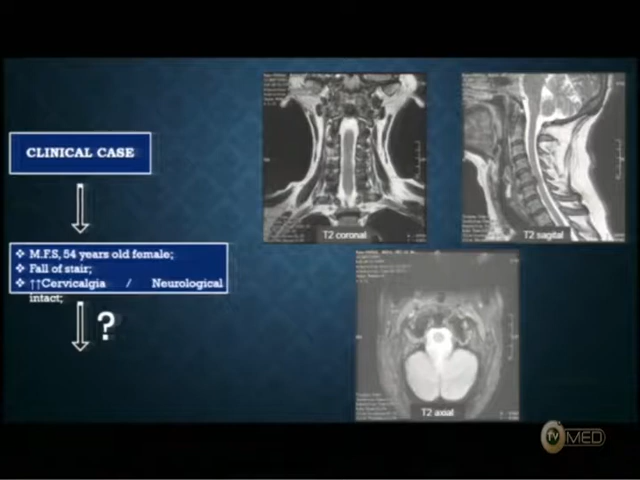 CLINICAL CASE
❖ M.F.S, 54 years old female;
❖ Fall of stair;
❖ ↑↑Cervicalgia / Neurological
intact;
?
T2 coronal
T2 sagital
T2 axial
TV MED